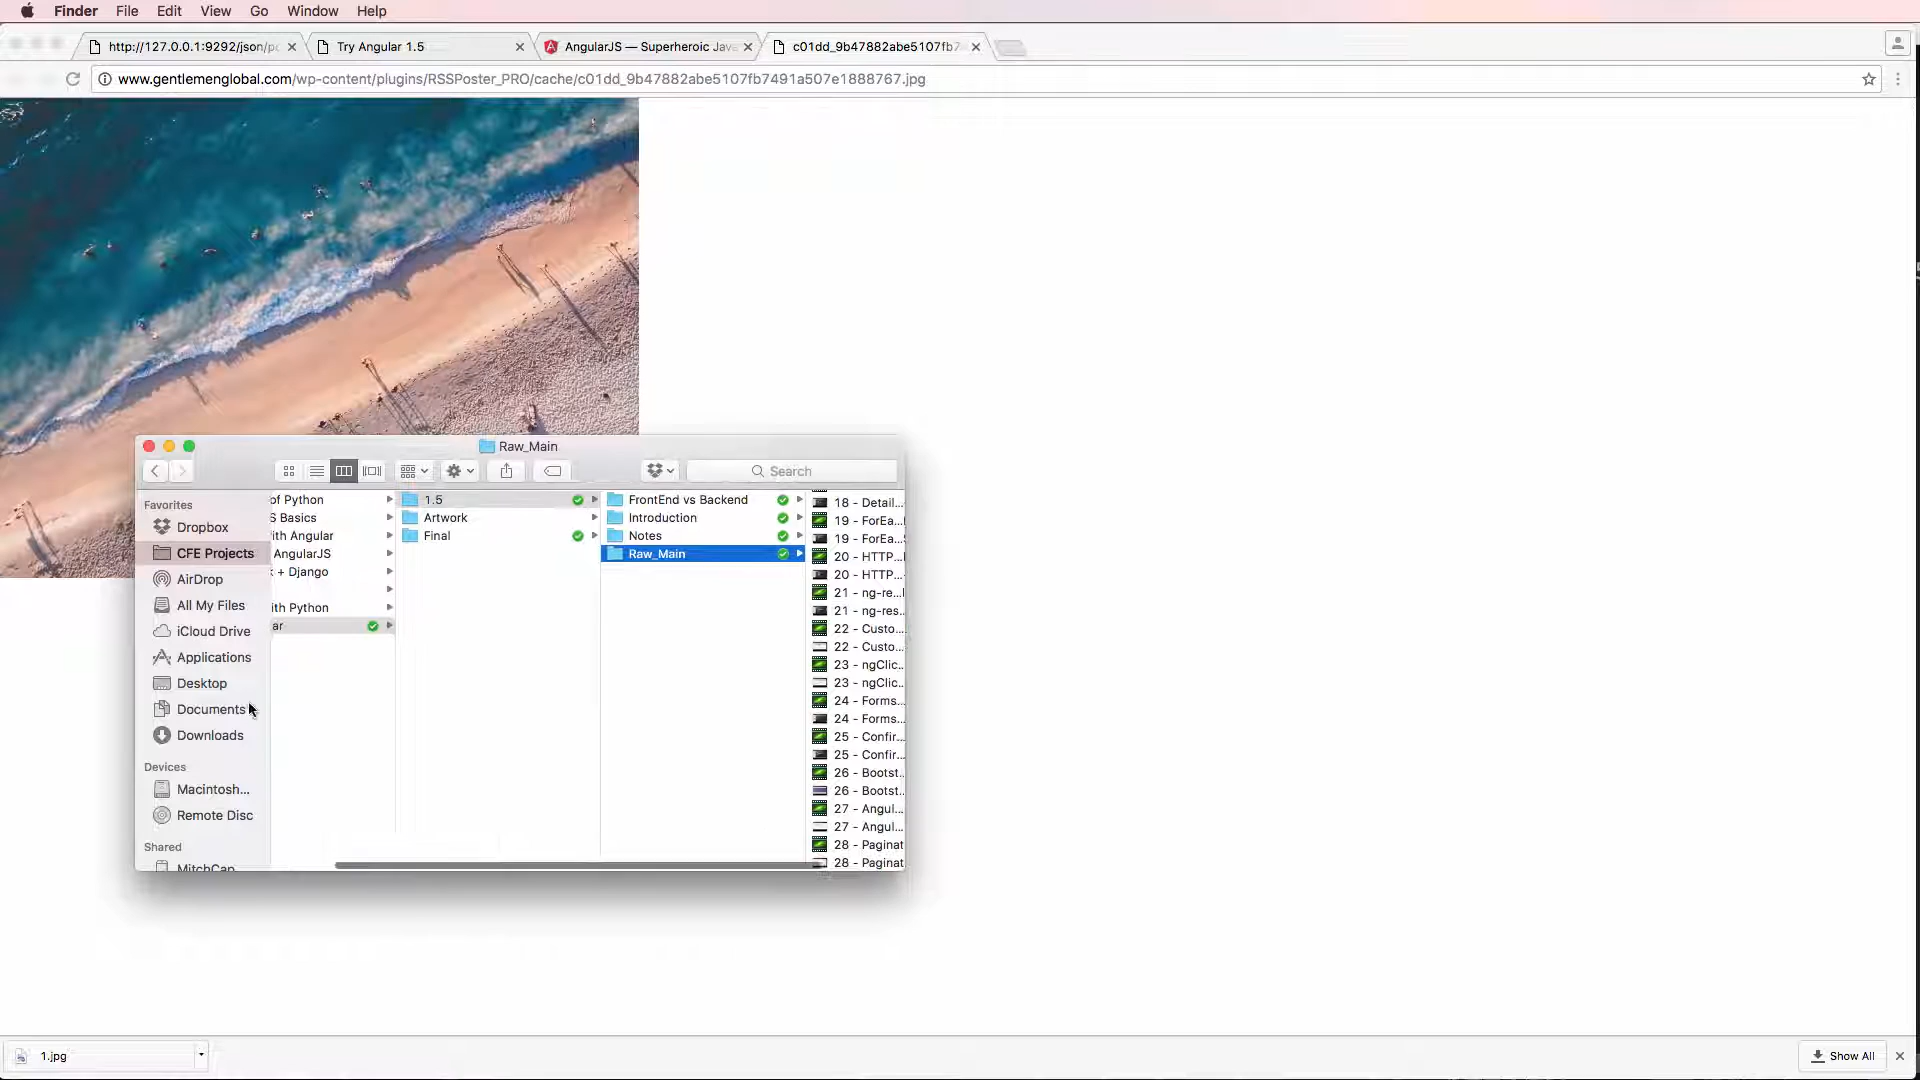 Finder File Edit View Go Window Help
http://127.0.0.1:9292/json/p
Try Angular 1.5
AngularJS — Superheroic Java
c01dd_9b47882abe5107fb7
www.gentlemenglobal.com/wp-content/plugins/RSSPoster_PRO/cache/c01dd_9b47882abe5107fb7491a507e1888767.jpg
Raw_Main
Search
Favorites
Dropbox
CFE Projects
AirDrop
All My Files
iCloud Drive
Applications
Desktop
Documents
Downloads
Devices
Macintosh...
Remote Disc
Shared
MitchCap
of Python
S Basics
ith Angular
AngularJS
k + Django
ith Python
ar
1.5
Artwork
Final
FrontEnd vs Backend
Introduction
Notes
Raw_Main
18 - Detail...
19 - ForEa...
19 - ForEa...
20 - HTTP...
20 - HTTP...
21 - ng-re...
21 - ng-res...
22 - Custo...
22 - Custo...
23 - ngClic...
23 - ngClic...
24 - Forms...
24 - Forms...
25 - Confir...
25 - Confir...
26 - Bootst...
26 - Bootst...
27 - Angul...
27 - Angul...
28 - Paginat
28 - Paginat
1.jpg
Show All